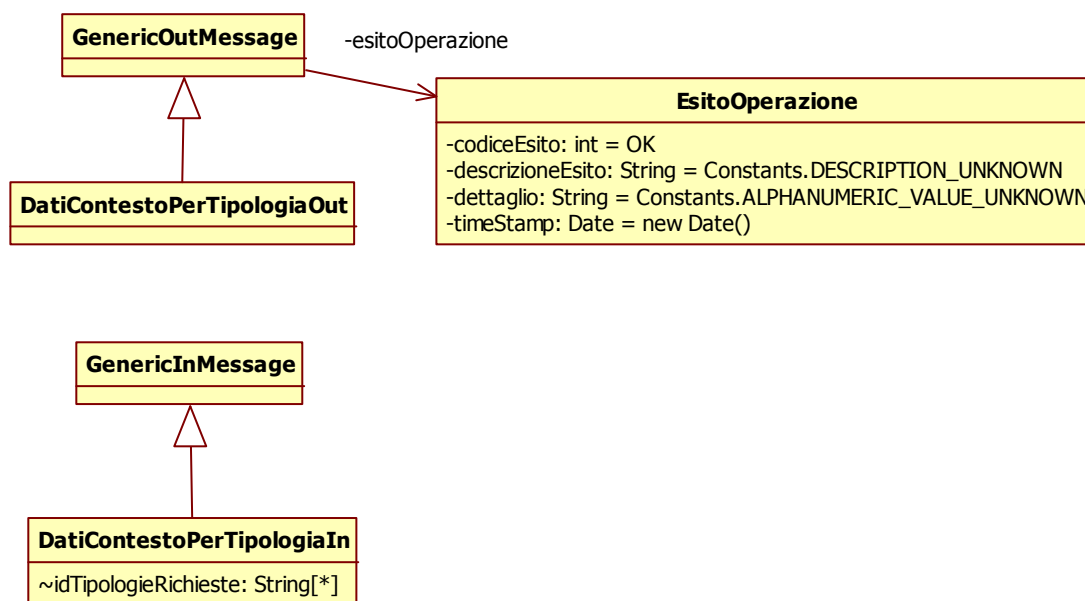 GenericOutMessage
-esitoOperazione
EsitoOperazione
-codiceEsito: int = OK
-descrizioneEsito: String = Constants.DESCRIPTION_UNKNOWN
-dettaglio: String = Constants.ALPHANUMERIC_VALUE_UNKNOWN
-timeStamp: Date = new Date()
DatiContestoPerTipologiaOut
GenericInMessage
DatiContestoPerTipologiaIn
~idTipologieRichieste: String[*]